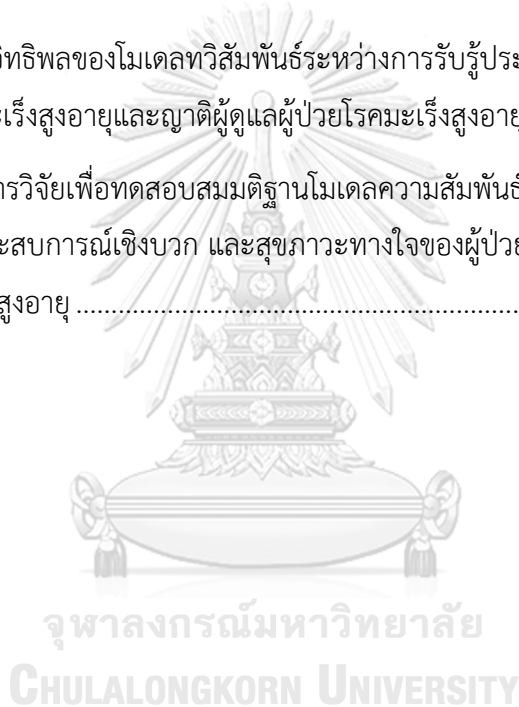 วิทธิพลของโมเดลทวิสัมพันธ์ระหว่างการรับรู้ประ
ะเร็งสูงอายุและญาติผู้ดูแลผู้ป่วยโรคมะเร็งสูงอายุ
ารวิจัยเพื่อทดสอบสมมติฐานโมเดลความสัมพันธ์
ะสบการณ์เชิงบวก และสุขภาวะทางใจของผู้ป่วย
สูงอายุ ................................................................
จุฬาลงกรณ์มหาวิทยาลัย
CHULALONGKORN UNIVERSITY